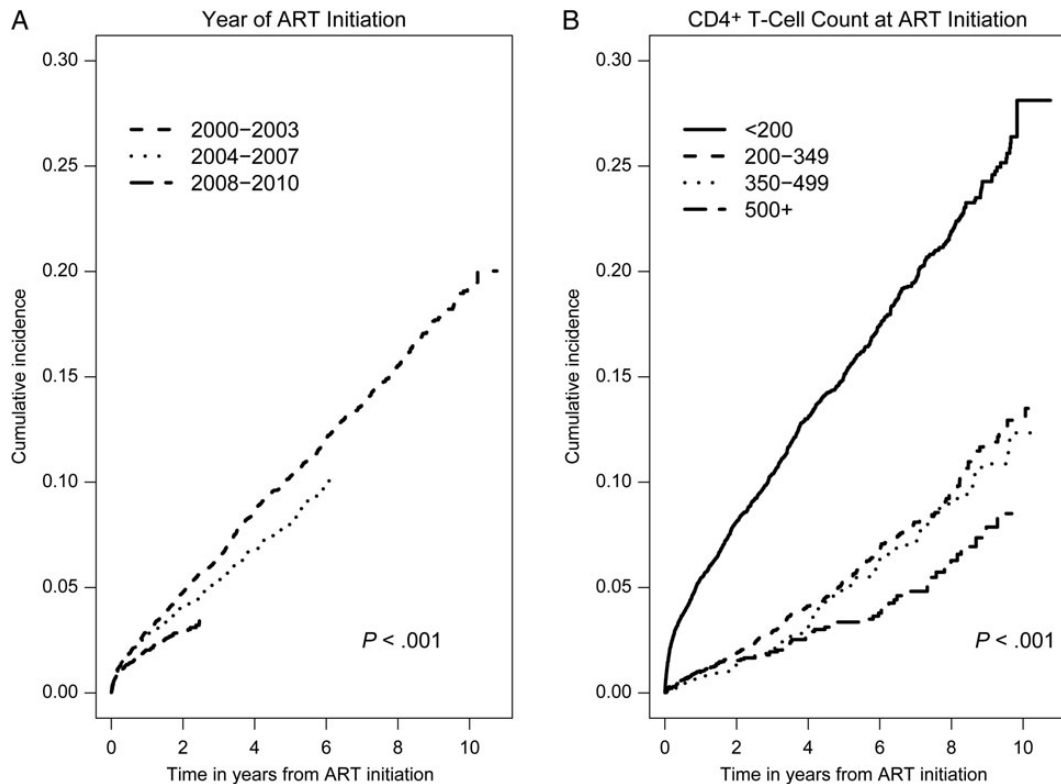 A
Year of ART Initiation
Cumulative incidence
0.30
0.25
0.20
0.15
0.10
0.05
0.00
2000−2003
2004−2007
2008−2010
P < .001
0 2 4 6 8 10
Time in years from ART initiation
B
CD4⁺ T-Cell Count at ART Initiation
Cumulative incidence
0.30
0.25
0.20
0.15
0.10
0.05
0.00
<200
200−349
350−499
500+
P < .001
0 2 4 6 8 10
Time in years from ART initiation